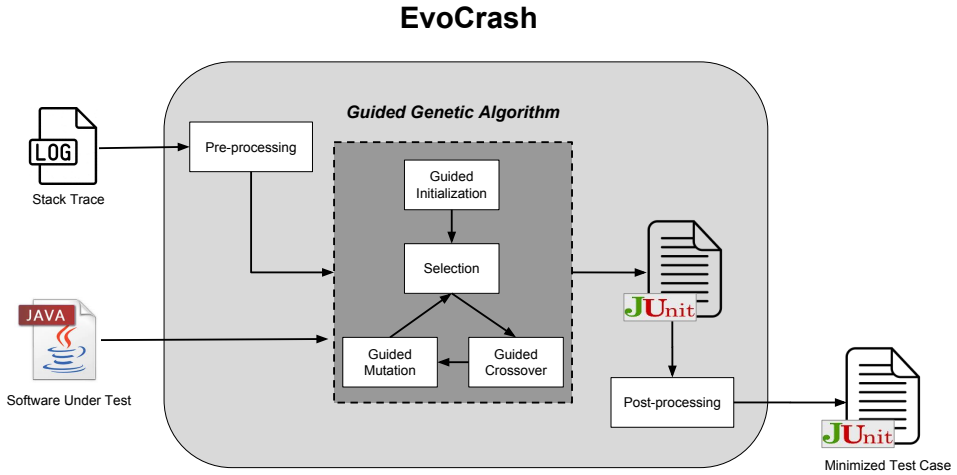 EvoCrash
Guided Genetic Algorithm
LOG
Stack Trace
Pre-processing
Guided
Initialization
Selection
Guided
Mutation
Guided
Crossover
JAVA
Software Under Test
JUnit
Post-processing
JUnit
Minimized Test Case